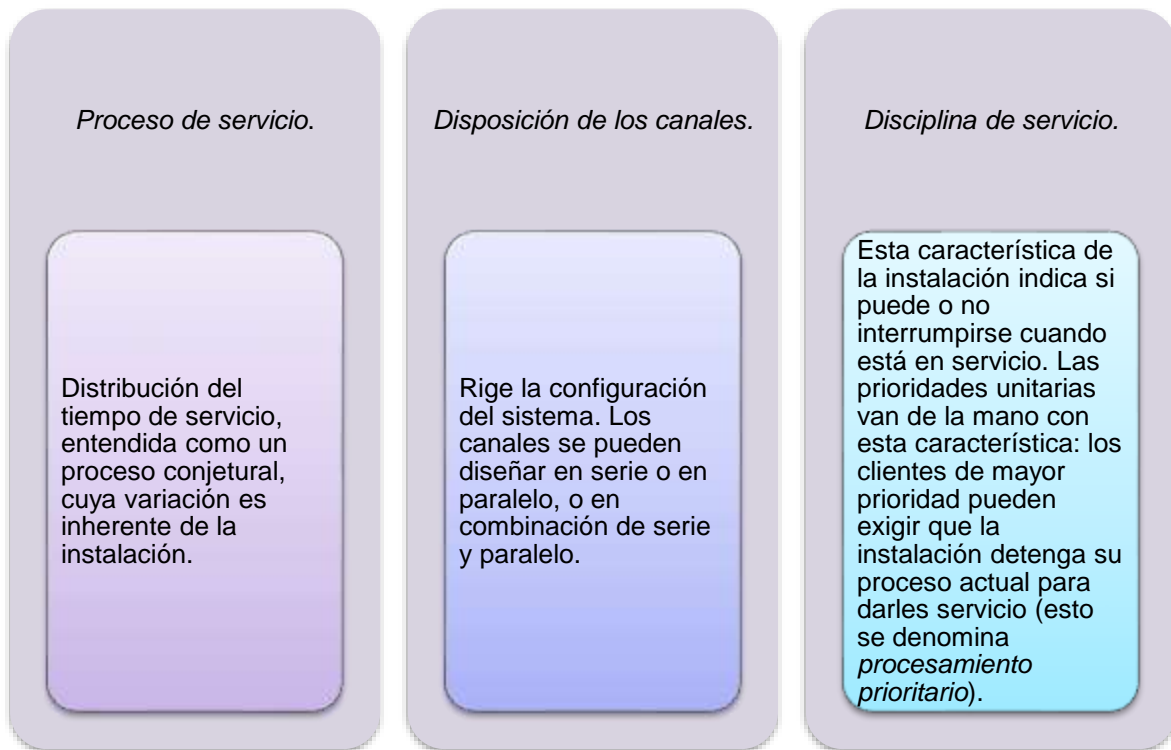 Proceso de servicio.
Distribución del
tiempo de servicio,
entendida como un
proceso conjetural,
cuya variación es
inherente de la
instalación.
Disposición de los canales.
Rige la configuración
del sistema. Los
canales se pueden
diseñar en serie o en
paralelo, o en
combinación de serie
y paralelo.
Disciplina de servicio.
Esta característica de
la instalación indica si
puede o no
interrumpirse cuando
está en servicio. Las
prioridades unitarias
van de la mano con
esta característica: los
clientes de mayor
prioridad pueden
exigir que la
instalación detenga su
proceso actual para
darles servicio (esto
se denomina
procesamiento
prioritario).